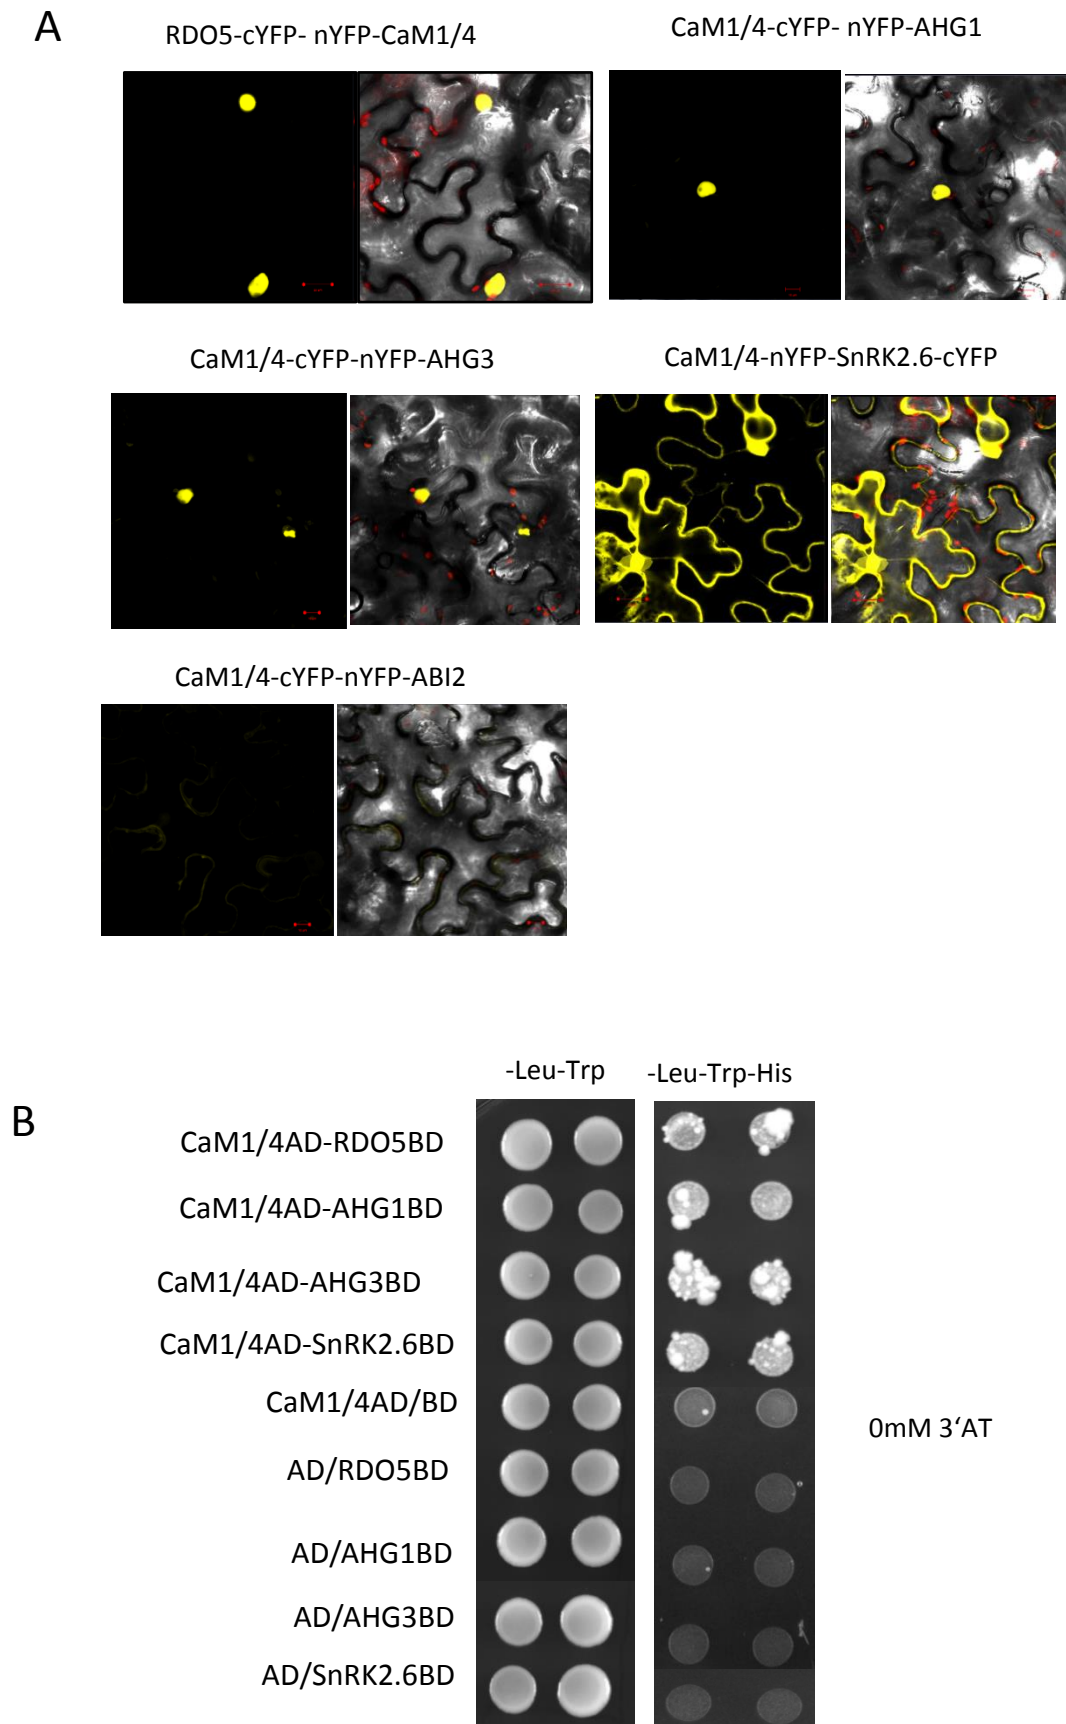 A
RDO5-cYFP- nYFP-CaM1/4
CaM1/4-cYFP- nYFP-AHG1
CaM1/4-cYFP-nYFP-AHG3
CaM1/4-nYFP-SnRK2.6-cYFP
CaM1/4-cYFP-nYFP-ABI2
-Leu-Trp
-Leu-Trp-His
B
CaM1/4AD-RDO5BD
CaM1/4AD-AHG1BD
CaM1/4AD-AHG3BD
CaM1/4AD-SnRK2.6BD
CaM1/4AD/BD
0mM 3‘AT
AD/RDO5BD
AD/AHG1BD
AD/AHG3BD
AD/SnRK2.6BD